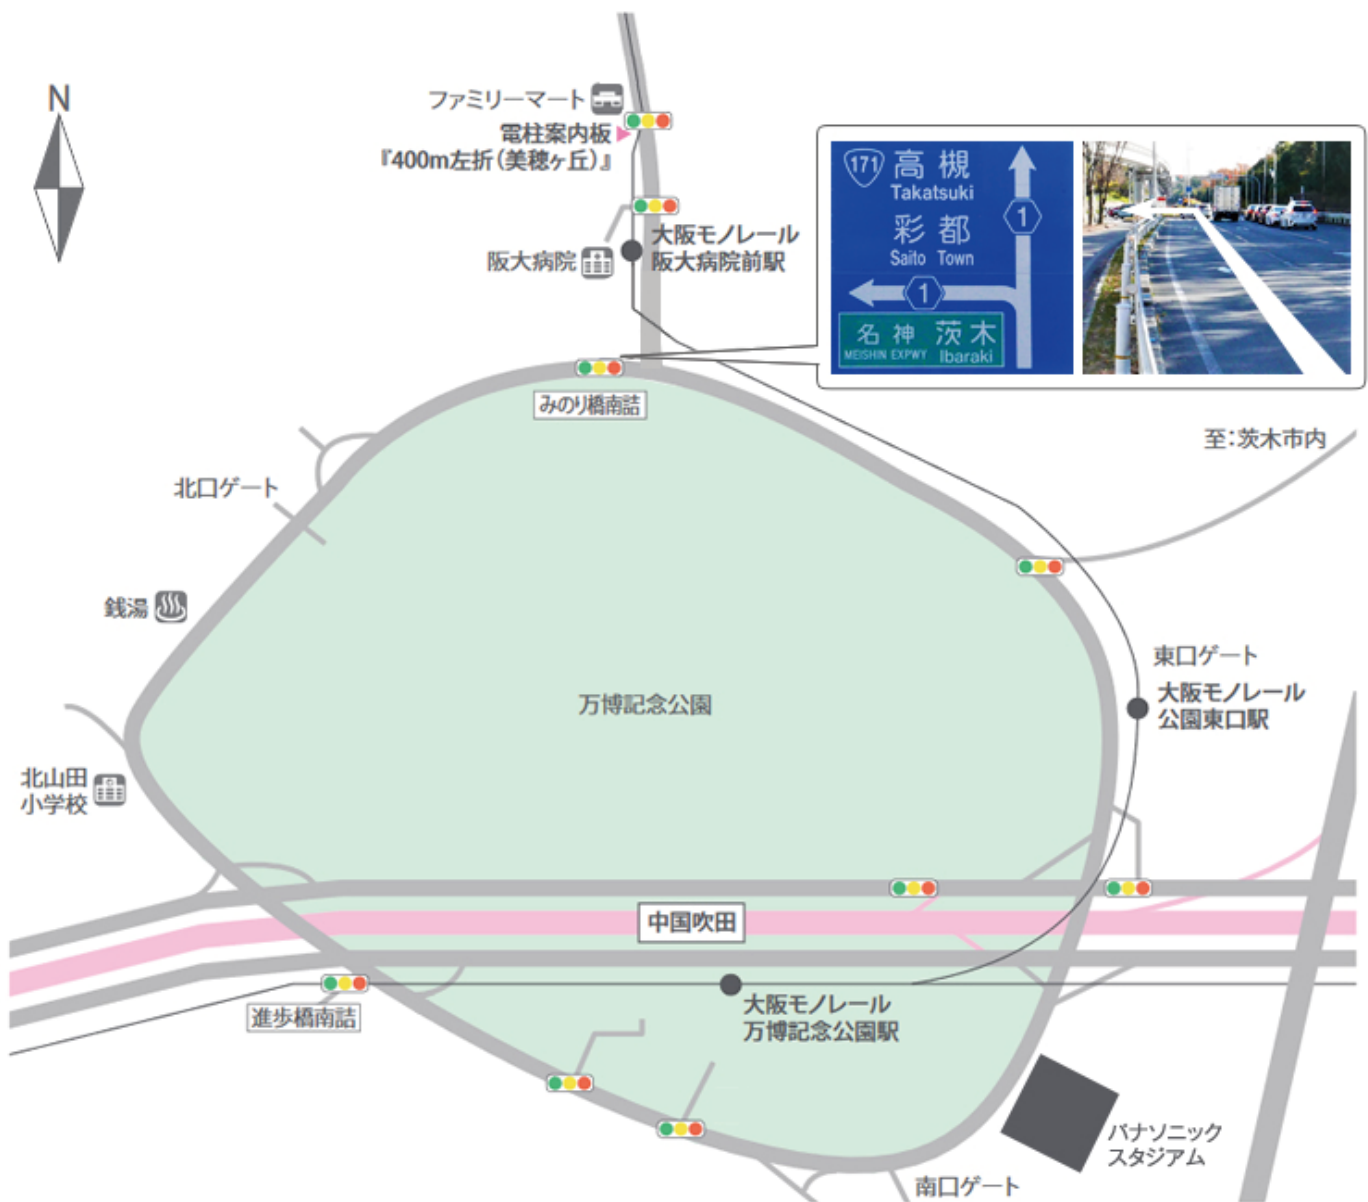 N
ファミリーマート
電柱案内板
『400m左折(美穂ヶ丘)』
阪大病院
大阪モノレール
阪大病院前駅
171
高槻
Takatsuki
彩都
Saito Town
1
1
名神 茨木
MEISHIN EXPWY Ibaraki
みのり橋南詰
至：茨木市内
北口ゲート
銭湯
東口ゲート
大阪モノレール
公園東口駅
万博記念公園
北山田
小学校
中国吹田
進歩橋南詰
大阪モノレール
万博記念公園駅
パナソニック
スタジアム
南口ゲート